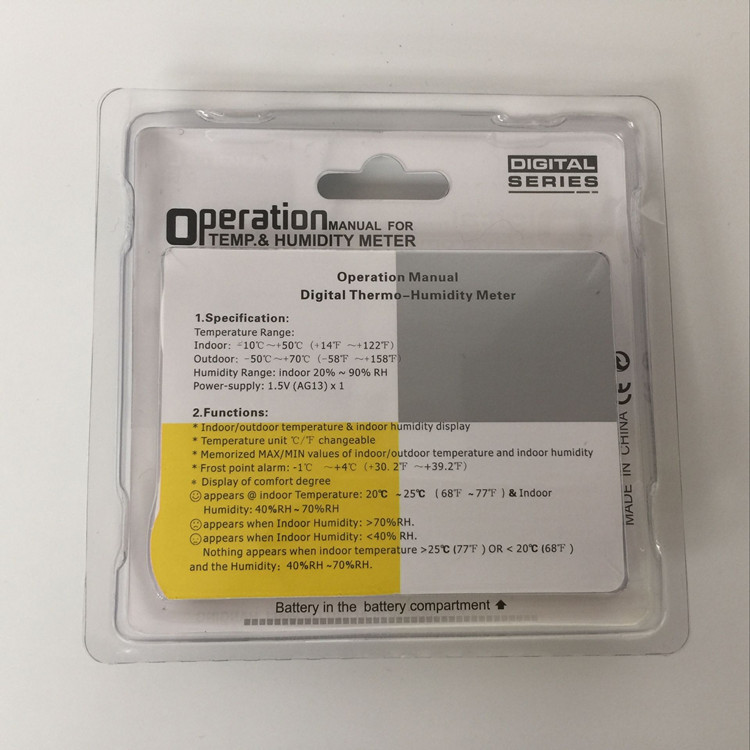 DIGITAL
SERIES
Operation MANUAL FOR
TEMP.& HUMIDITY METER
Operation Manual
Digital Thermo-Humidity Meter
1.Specification:
Temperature Range:
Indoor: -10℃ ~+50℃ (+14℉ ~+122℉)
Outdoor: -50℃~+70℃ (-58℉ ~+158℉)
Humidity Range: indoor 20% ~ 90% RH
Power-supply: 1.5V (AG13) x 1
2.Functions:
* Indoor/outdoor temperature & indoor humidity display
* Temperature unit ℃/℉ changeable
* Memorized MAX/MIN values of indoor/outdoor temperature and indoor humidity
* Frost point alarm: -1℃ ~+4℃ (+30.2℉ ~+39.2℉)
* Display of comfort degree
☺ appears @ indoor Temperature: 20℃ ~25℃ (68℉ ~77℉) & Indoor
Humidity: 40%RH~70%RH
☹ appears when Indoor Humidity: >70%RH.
☺ appears when Indoor Humidity: <40% RH.
Nothing appears when indoor temperature >25℃ (77℉) OR < 20℃ (68℉)
and the Humidity: 40%RH ~70%RH.
Battery in the battery compartment
MADE IN CHINA CE